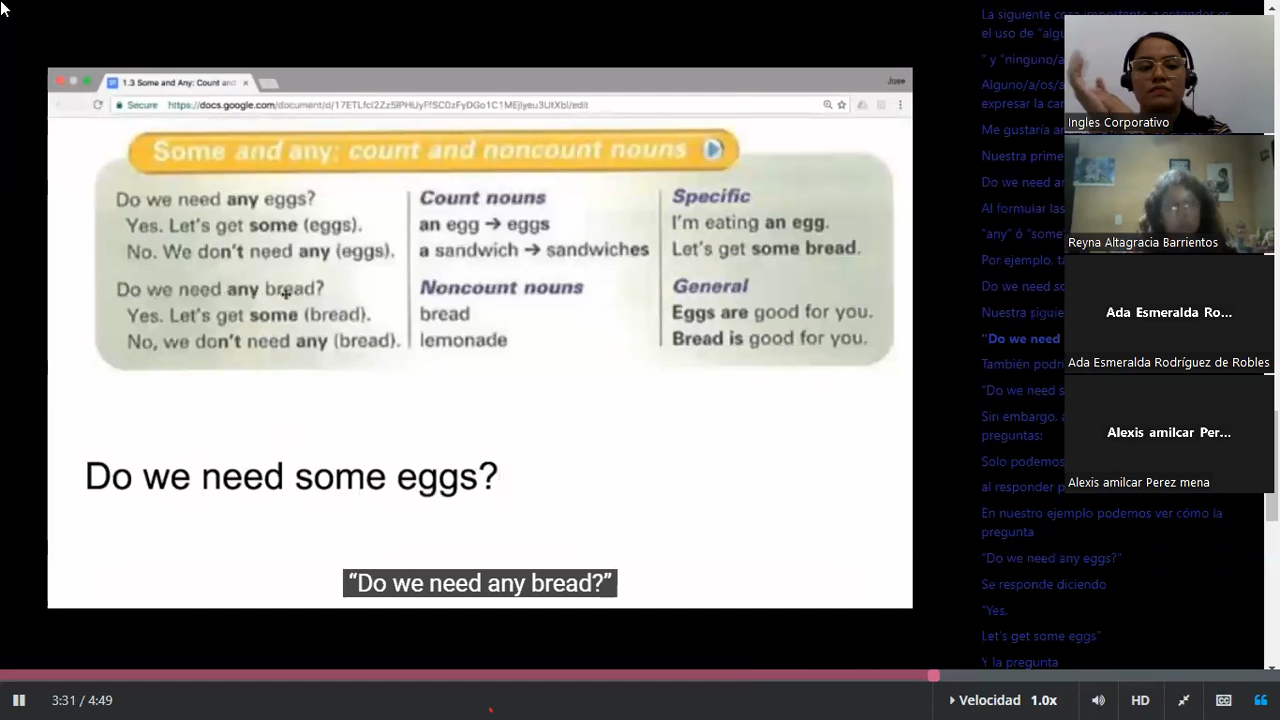 1.3 Some and Any: Count and
Jose
Secure
https://docs.google.com/document/d/17ETLfci2Zz5lPHUyFfSC0zFyDGo1C1MEjlyeu3UtXbI/edit
Some and any; count and noncount nouns
Do we need any eggs?
Yes. Let's get some (eggs).
No. We don't need any (eggs).
Do we need any bread?
Yes. Let's get some (bread).
No, we don't need any (bread).
Count nouns
an egg → eggs
a sandwich → sandwiches
Noncount nouns
bread
lemonade
Specific
I'm eating an egg.
Let's get some bread.
General
Eggs are good for you.
Bread is good for you.
Do we need some eggs?
“Do we need any bread?”
3:31 / 4:49
Velocidad 1.0x
HD
La siguiente cosa importante a entender es
el uso de "algu
" y "ninguno/a
Alguno/a/os/a
expresar la can
Me gustaría an
Nuestra prime
Do we need an
Al formular las
"any" ó "some
Por ejemplo, ta
Do we need so
Nuestra siguie
“Do we need
También podrí
“Do we need s
Sin embargo, a
preguntas:
Solo podemos
al responder p
En nuestro ejemplo podemos ver cómo la
pregunta
“Do we need any eggs?”
Se responde diciendo
“Yes.
Let's get some eggs”
Y la pregunta
Ingles Corporativo
Reyna Altagracia Barrientos
Ada Esmeralda Ro...
Ada Esmeralda Rodríguez de Robles
Alexis amilcar Per...
Alexis amilcar Perez mena